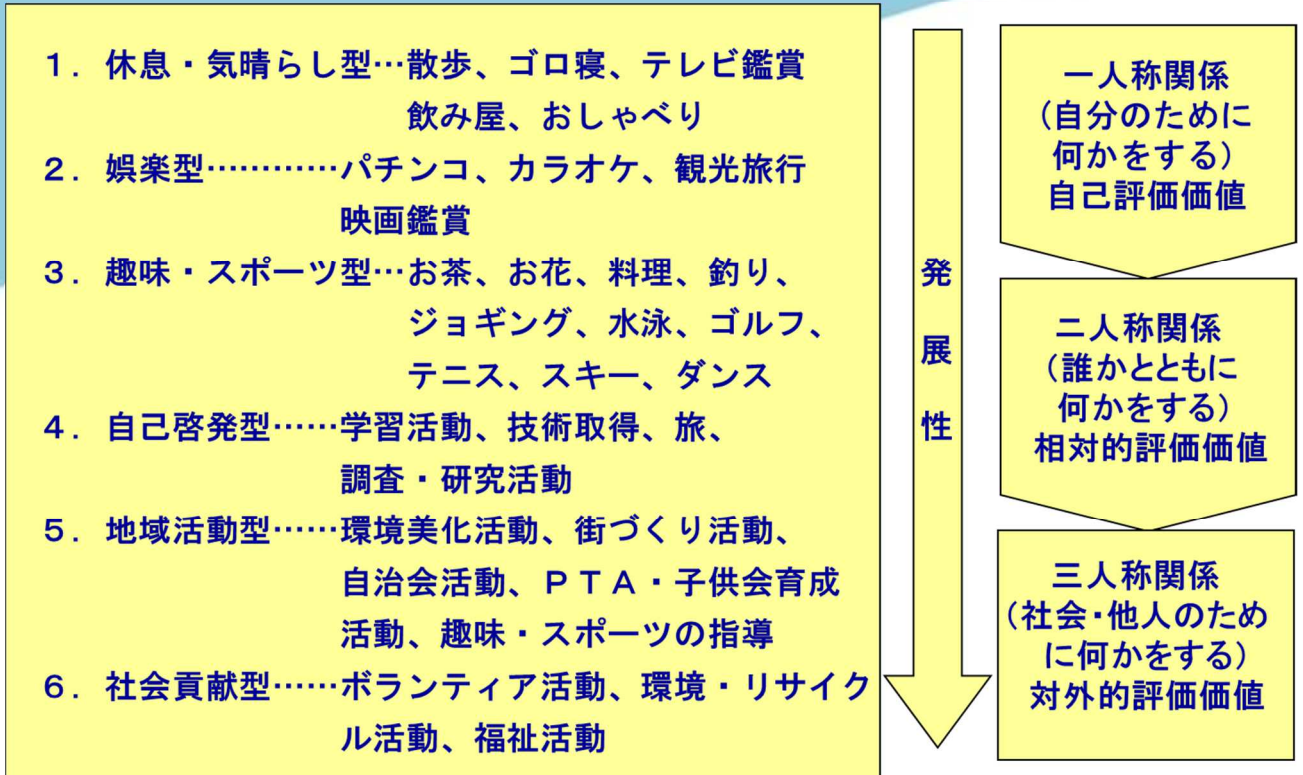 １．休息・気晴らし型…散歩、ゴロ寝、テレビ鑑賞
飲み屋、おしゃべり
２．娯楽型…………パチンコ、カラオケ、観光旅行
映画鑑賞
３．趣味・スポーツ型…お茶、お花、料理、釣り、
ジョギング、水泳、ゴルフ、
テニス、スキー、ダンス
４．自己啓発型……学習活動、技術取得、旅、
調査・研究活動
５．地域活動型……環境美化活動、街づくり活動、
自治会活動、ＰＴＡ・子供会育成
活動、趣味・スポーツの指導
６．社会貢献型……ボランティア活動、環境・リサイク
ル活動、福祉活動
発展性
一人称関係
（自分のために
何かをする）
自己評価価値
二人称関係
（誰かとともに
何かをする）
相対的評価価値
三人称関係
（社会・他人のため
に何かをする）
対外的評価価値